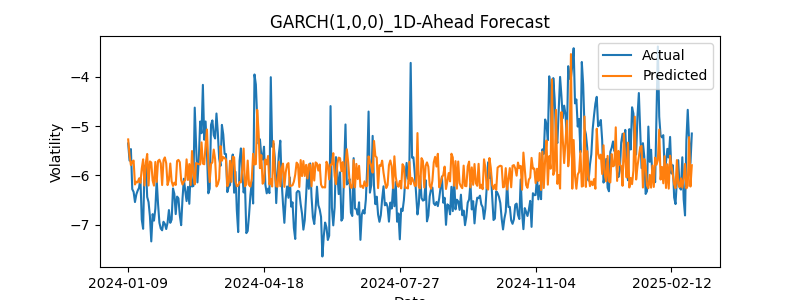 GARCH(1,0,0)_1D-Ahead Forecast
Actual
Predicted
Volatility
−4
−5
−6
−7
2024-01-09 2024-04-18 2024-07-27 2024-11-04 2025-02-12
Date